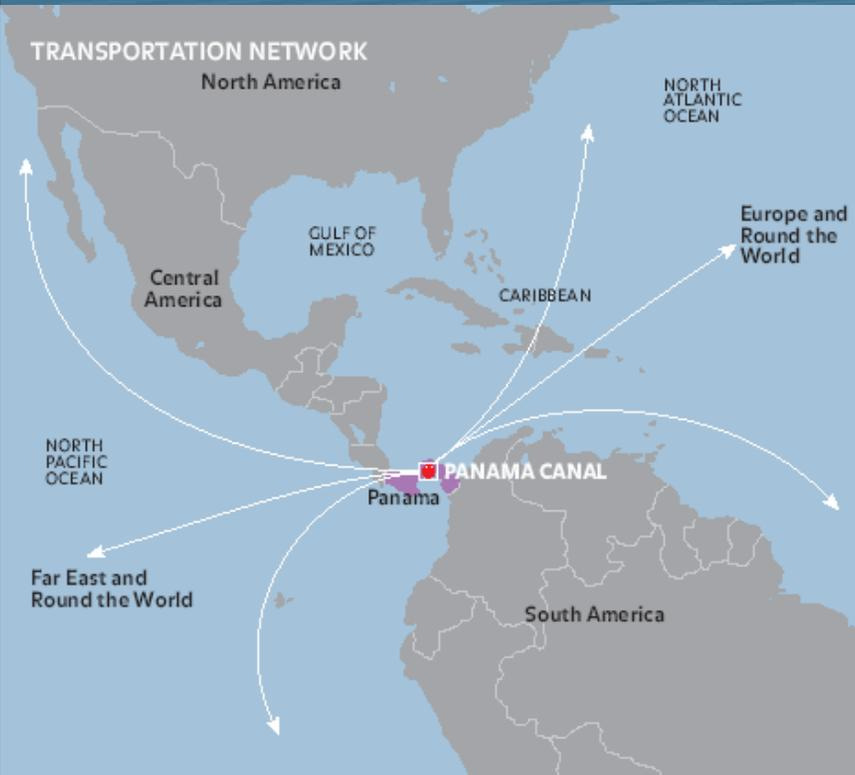 TRANSPORTATION NETWORK
North America
NORTH
ATLANTIC
OCEAN
Europe and
Round the
World
GULF OF
MEXICO
Central
America
CARIBBEAN
NORTH
PACIFIC
OCEAN
PANAMA CANAL
Panama
Far East and
Round the World
South America